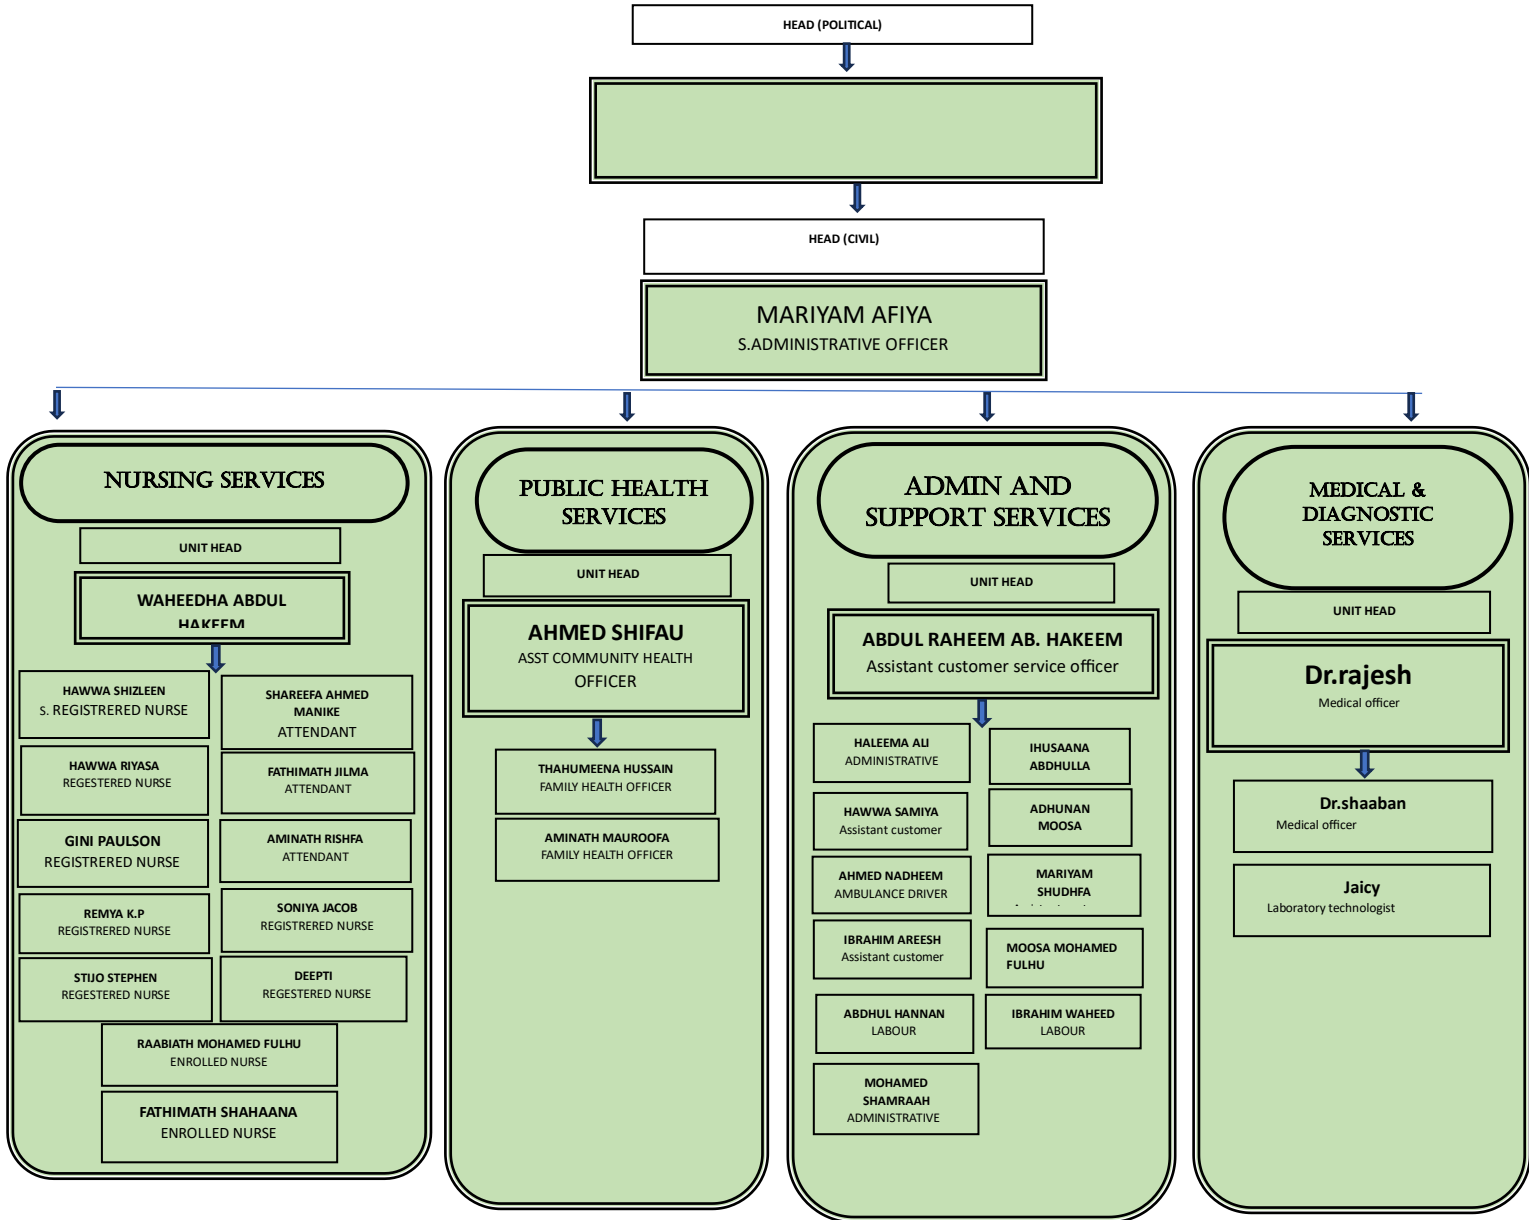 HEAD (POLITICAL)
HEAD (CIVIL)
MARIYAM AFIYA
S.ADMINISTRATIVE OFFICER
NURSING SERVICES
UNIT HEAD
WAHEEDHA ABDUL
HAKEEM
HAWWA SHIZLEEN
S. REGISTRERED NURSE
SHAREEFA AHMED
MANIKE
ATTENDANT
HAWWA RIYASA
REGESTERED NURSE
FATHIMATH JILMA
ATTENDANT
GINI PAULSON
REGISTRERED NURSE
AMINATH RISHFA
ATTENDANT
REMYA K.P
REGISTRERED NURSE
SONIYA JACOB
REGISTRERED NURSE
STIJO STEPHEN
REGESTERED NURSE
DEEPTI
REGESTERED NURSE
RAABIATH MOHAMED FULHU
ENROLLED NURSE
FATHIMATH SHAHAANA
ENROLLED NURSE
PUBLIC HEALTH
SERVICES
UNIT HEAD
AHMED SHIFAU
ASST COMMUNITY HEALTH
OFFICER
THAHUMEENA HUSSAIN
FAMILY HEALTH OFFICER
AMINATH MAUROOFA
FAMILY HEALTH OFFICER
ADMIN AND
SUPPORT SERVICES
UNIT HEAD
ABDUL RAHEEM AB. HAKEEM
Assistant customer service officer
HALEEMA ALI
ADMINISTRATIVE
IHUSAANA
ABDHULLA
HAWWA SAMIYA
Assistant customer
ADHUNAN
MOOSA
AHMED NADHEEM
AMBULANCE DRIVER
MARIYAM
SHUDHFA
IBRAHIM AREESH
Assistant customer
MOOSA MOHAMED
FULHU
ABDHUL HANNAN
LABOUR
IBRAHIM WAHEED
LABOUR
MOHAMED
SHAMRAAH
ADMINISTRATIVE
MEDICAL &
DIAGNOSTIC
SERVICES
UNIT HEAD
Dr.rajesh
Medical officer
Dr.shaaban
Medical officer
Jaicy
Laboratory technologist